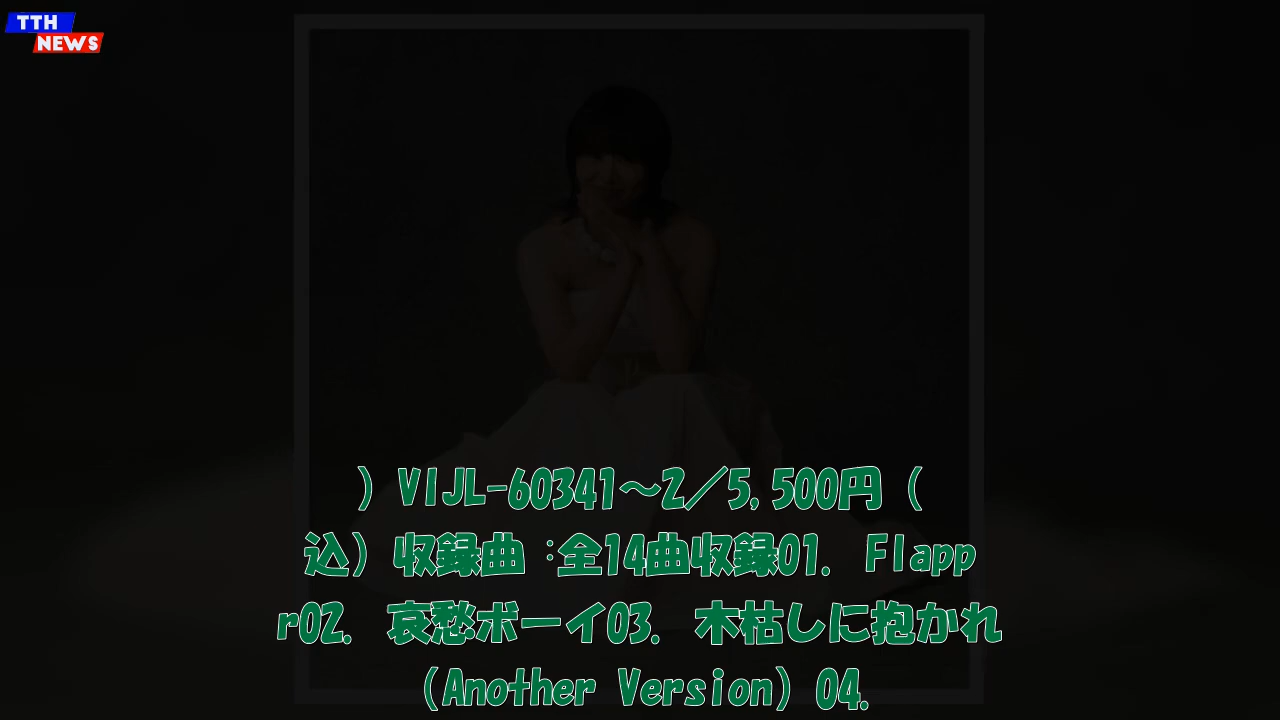 TTH
NEWS
）VIJL-60341～2／5,500円（
込）収録曲：全14曲収録01. Flapp
r02. 哀愁ボーイ03. 木枯しに抱かれ
（Another Version）04.